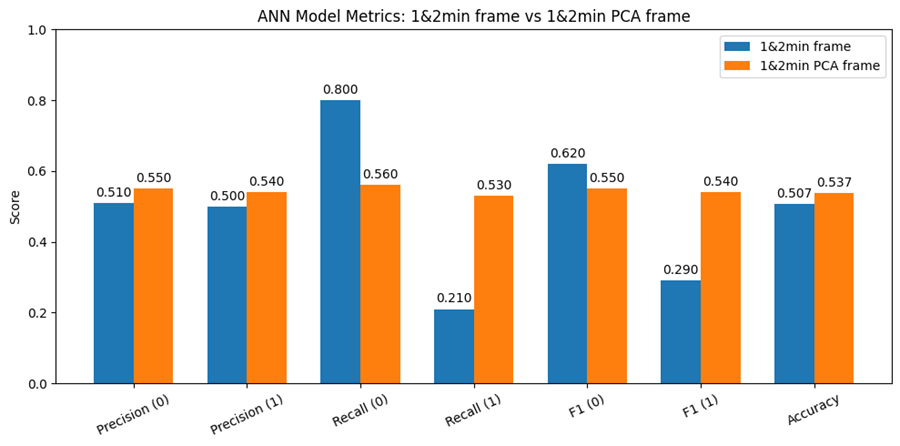 ANN Model Metrics: 1&2min frame vs 1&2min PCA frame
1&2min frame
1&2min PCA frame
Score
1.0
0.8
0.6
0.4
0.2
0.0
0.510
0.550
0.500
0.540
0.800
0.560
0.210
0.530
0.620
0.550
0.290
0.540
0.507
0.537
Precision (0)
Precision (1)
Recall (0)
Recall (1)
F1 (0)
F1 (1)
Accuracy